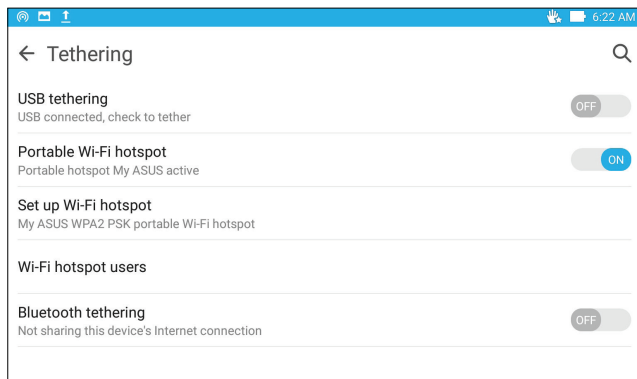 6:22 AM
Tethering
USB tethering
OFF
USB connected, check to tether
Portable Wi-Fi hotspot
ON
Portable hotspot My ASUS active
Set up Wi-Fi hotspot
My ASUS WPA2 PSK portable Wi-Fi hotspot
Wi-Fi hotspot users
Bluetooth tethering
OFF
Not sharing this device's Internet connection